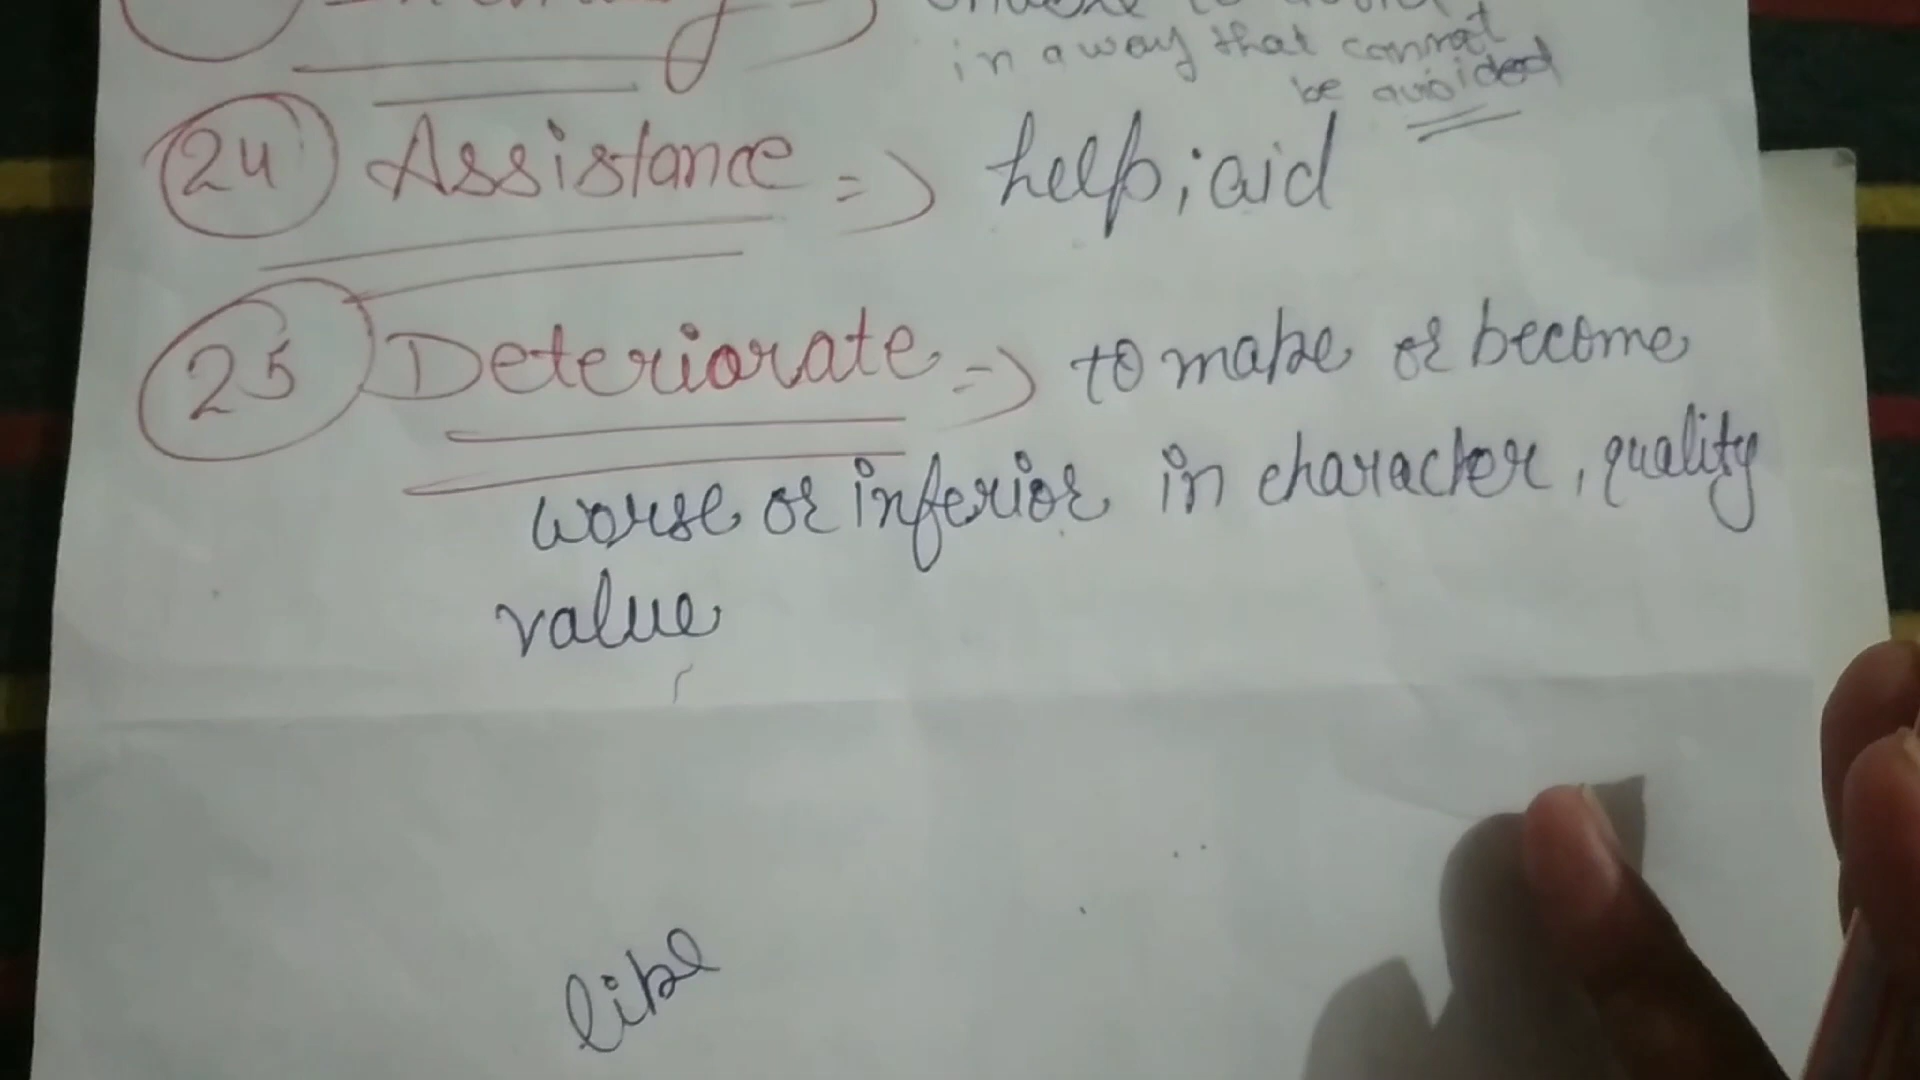 in a way that cannot
be avoided
24 Assistance => help; aid
25 Deteriorate => to make or become
worse or inferior in character, quality
value
like